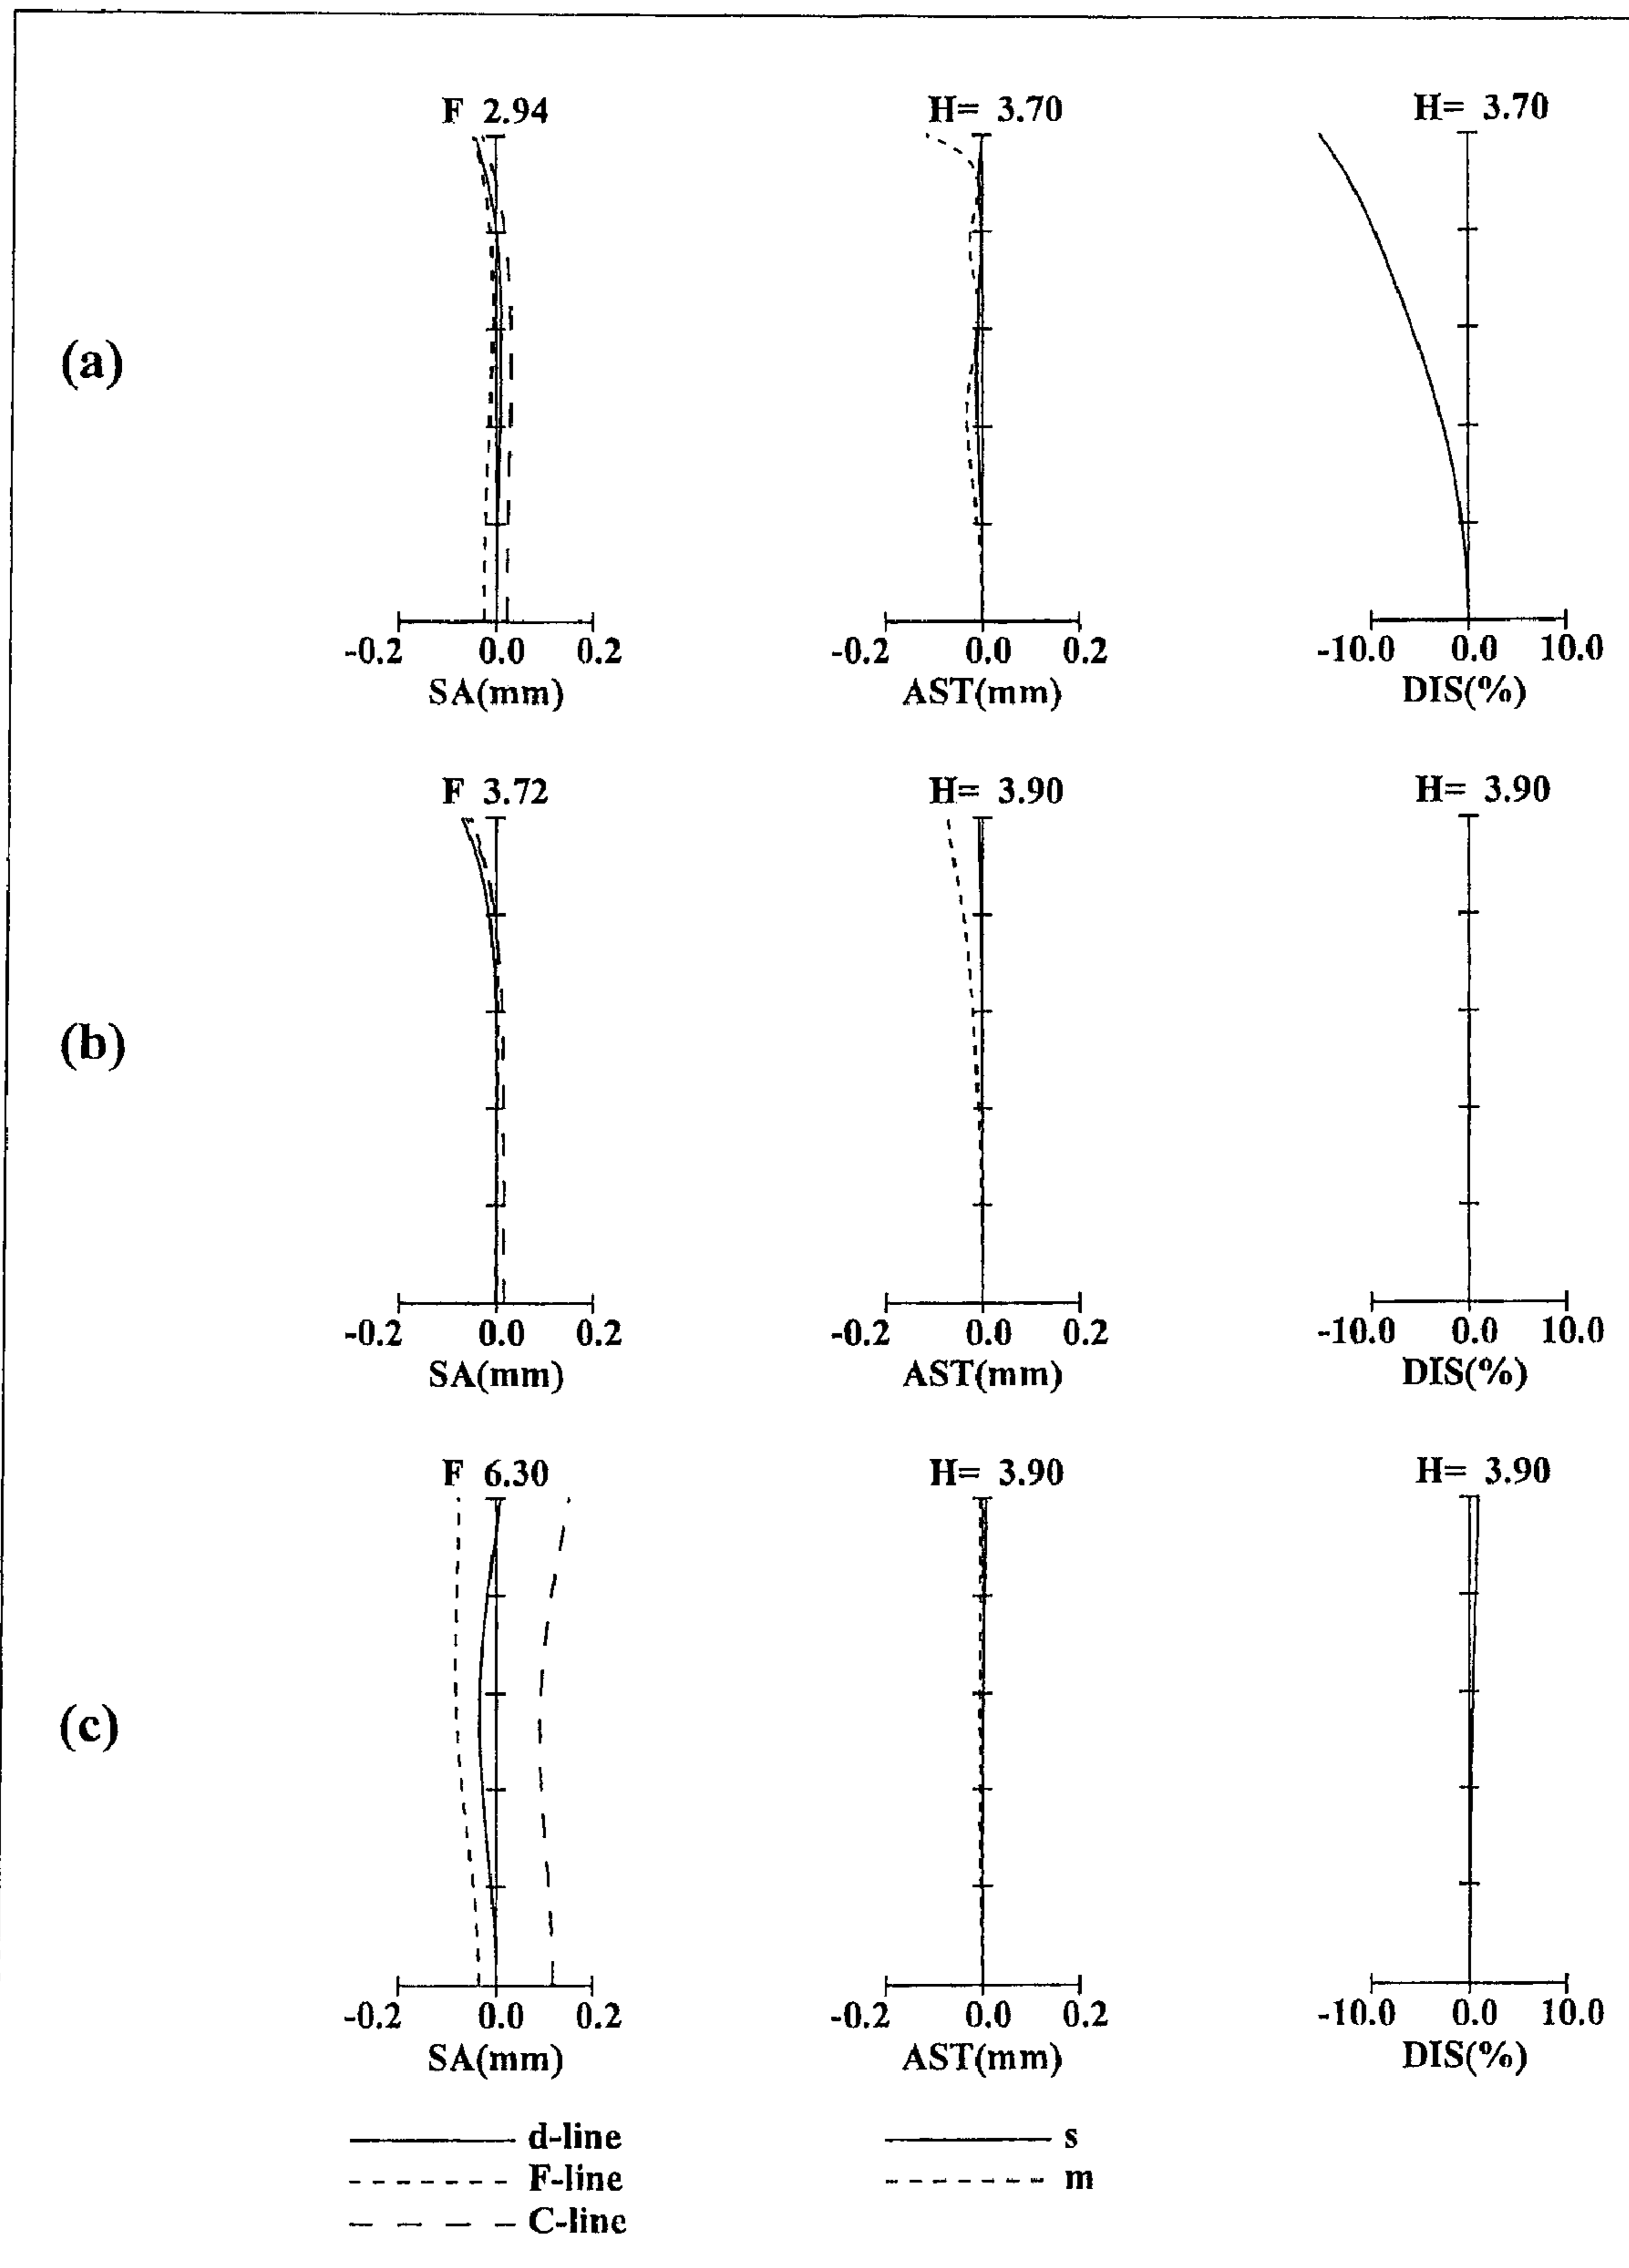 F 2.94 H= 3.70 H= 3.70
(a)
-0.2 0.0 0.2 -0.2 0.0 0.2 -10.0 0.0 10.0
SA(mm) AST(mm) DIS(%)
F 3.72 H= 3.90 H= 3.90
(b)
-0.2 0.0 0.2 -0.2 0.0 0.2 -10.0 0.0 10.0
SA(mm) AST(mm) DIS(%)
F 6.30 H= 3.90 H= 3.90
(c)
-0.2 0.0 0.2 -0.2 0.0 0.2 -10.0 0.0 10.0
SA(mm) AST(mm) DIS(%)
d-line s
F-line m
C-line